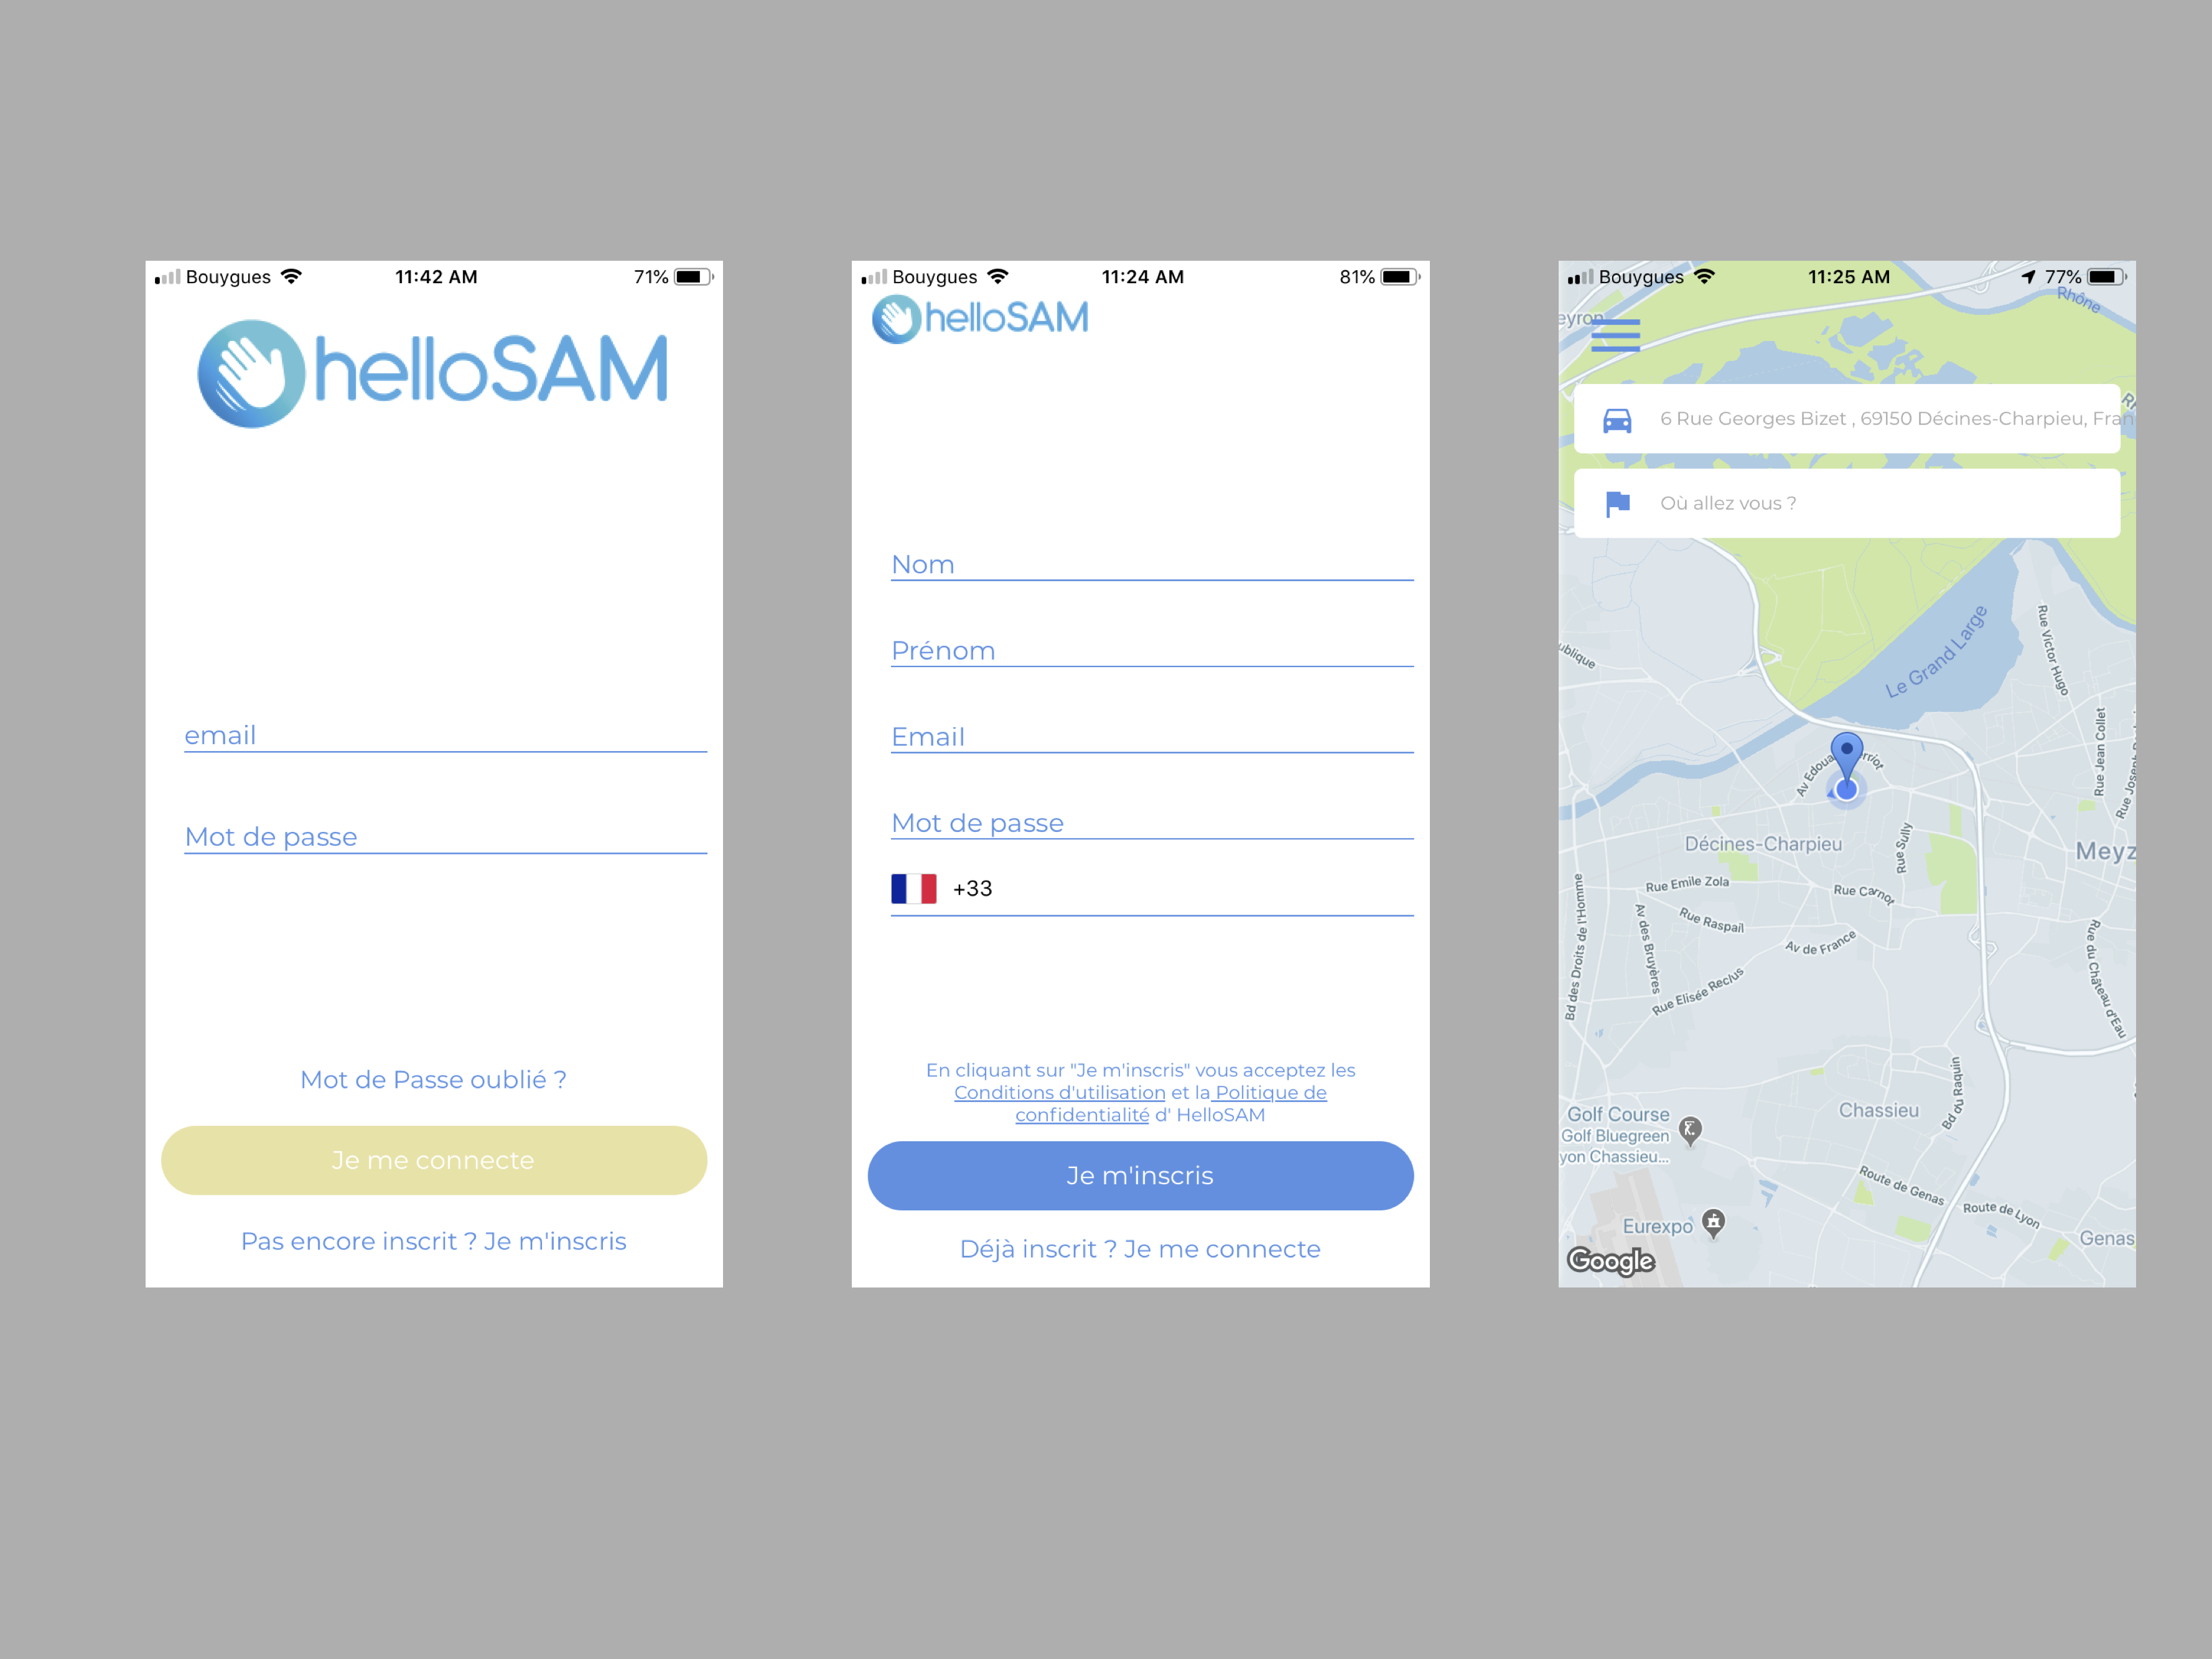 Bouygues 11:42 AM 71%
helloSAM
email
Mot de passe
Mot de Passe oublié ?
Je me connecte
Pas encore inscrit ? Je m'inscris
Bouygues 11:24 AM 81%
helloSAM
Nom
Prénom
Email
Mot de passe
+33
En cliquant sur "Je m'inscris" vous acceptez les
Conditions d'utilisation et la Politique de
confidentialité d' HelloSAM
Je m'inscris
Déjà inscrit ? Je me connecte
Bouygues 11:25 AM 77%
Rhône
eyron
6 Rue Georges Bizet , 69150 Décines-Charpieu, Fran
Où allez vous ?
Le Grand Large
Rue Victor Hugo
ublique
Rue Jean Collet
Av Edoua rriot
Décines-Charpieu
Rue Sully
Meyz
Rue Emile Zola
Rue Carnot
Bd des Droits de l'Homme
Av des Bruyères
Rue Raspail
Av de France
Rue Elisée Reclus
Rue du Château d'Eau
Bd du Raquin
Golf Course
Golf Bluegreen
yon Chassieu...
Chassieu
Route de Genas
Route de Lyon
Eurexpo
Genas
Google